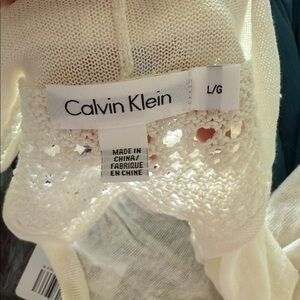 Calvin Klein
L/G
MADE IN
CHINA/
FABRIQUE
EN CHINE